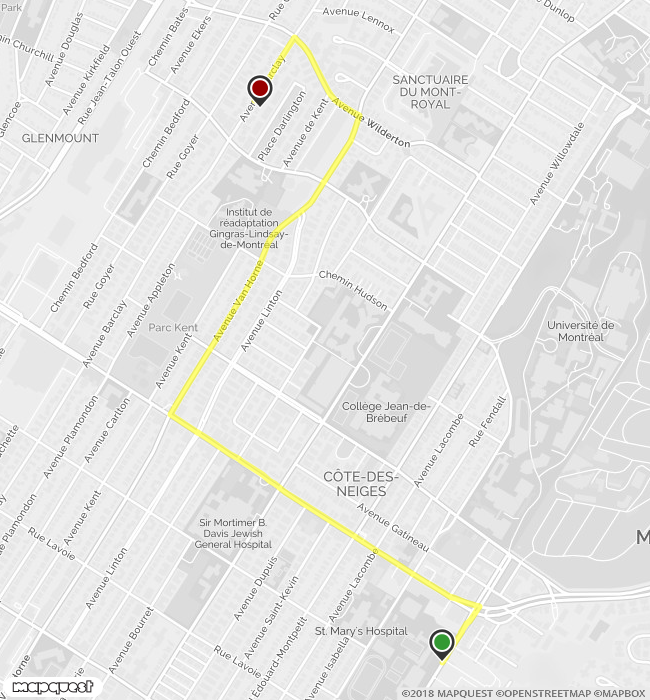 Park
Avenue Douglas
Avenue Kirkfield
Rue Jean-Talon Ouest
Chemin Bates
Avenue Ekers
Avenue Lennox
Dunlop
Churchill
Glencoe
SANCTUAIRE
DU MONT-
ROYAL
Avenue Barclay
GLENMOUNT
Chemin Bedford
Rue Goyer
Place Darlington
Avenue de Kent
Avenue Wilderton
Avenue Willowdale
Institut de
réadaptation
Gingras-Lindsay-
de-Montréal
Chemin Bedford
Rue Goyer
Avenue Barclay
Avenue Appleton
Parc Kent
Avenue Kent
Avenue Van Horne
Avenue Linton
Chemin Hudson
Université de
Montréal
Collège Jean-de-
Brébeuf
Avenue Lacombe
Rue Fendall
Avenue Plamondon
Avenue Carlton
CÔTE-DES-
NEIGES
Avenue Gatineau
Sir Mortimer B.
Davis Jewish
General Hospital
Avenue Kent
Plamondon
Rue Lavoie
Avenue Linton
Avenue Dupuis
Avenue Saint-Kevin
Avenue Lacombe
M
Avenue Bourret
Rue Lavoie
Édouard-Montpetit
Avenue Isabella
St. Mary's Hospital
Horne
mapquest
©2018 MAPQUEST ©OPENSTREETMAP ©MAPBOX